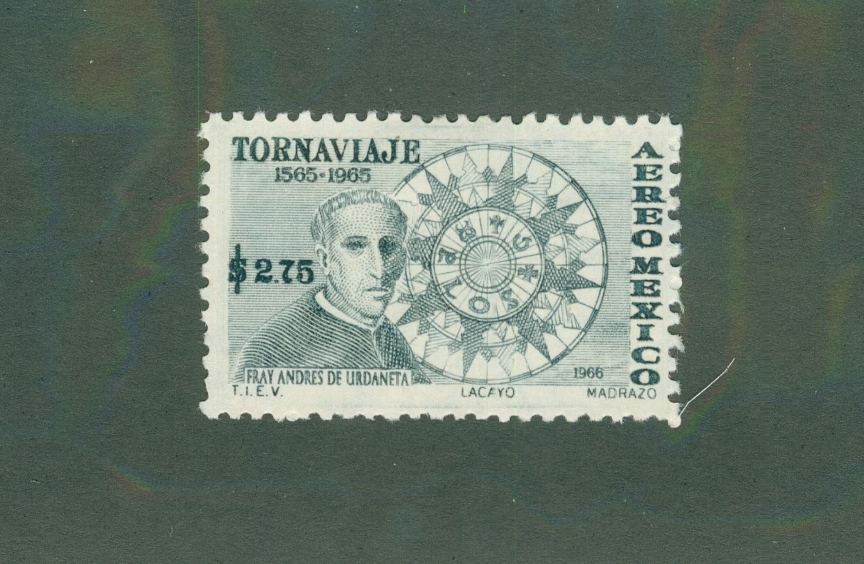 TORNAVIAJE
1565-1965
$2.75
FRAY ANDRES DE URDANETA
AEREO MEXICO
1966
T.I.E.V.
LACAYO
MADRAZO